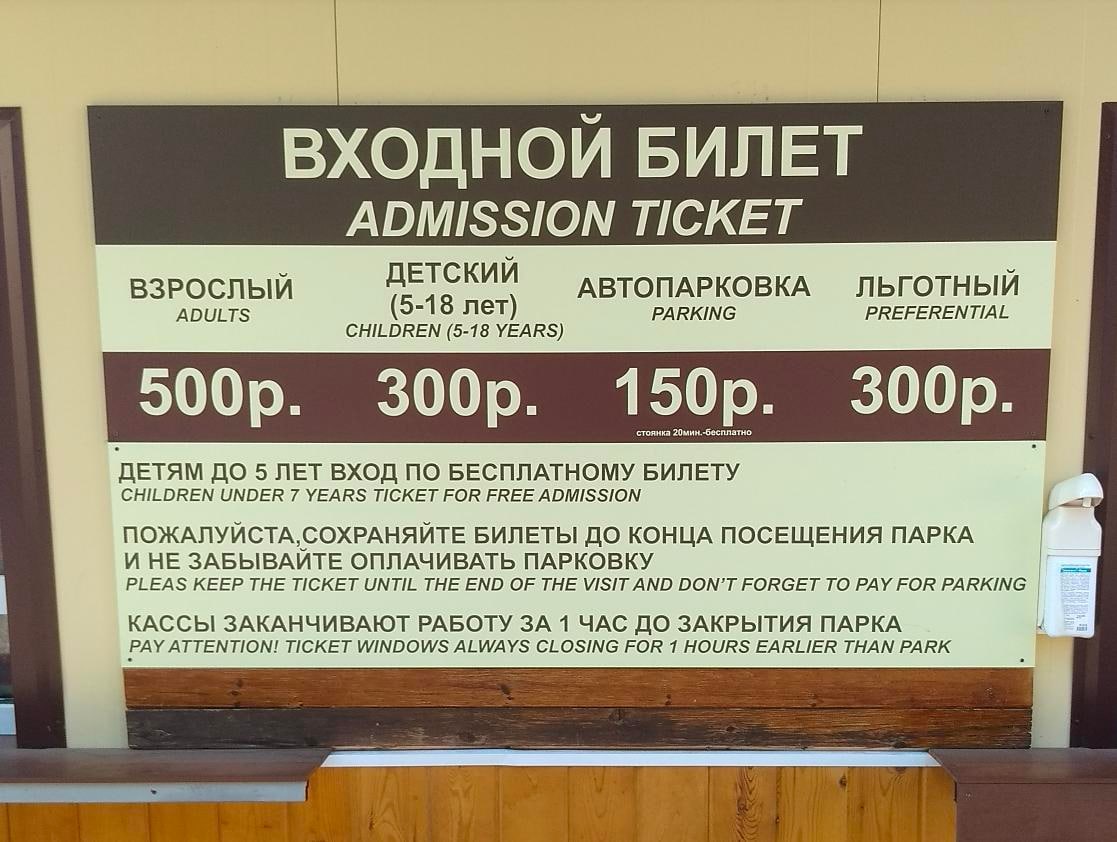 ВХОДНОЙ БИЛЕТ
ADMISSION TICKET
ВЗРОСЛЫЙ
ADULTS
ДЕТСКИЙ
(5-18 лет)
CHILDREN (5-18 YEARS)
АВТОПАРКОВКА
PARKING
ЛЬГОТНЫЙ
PREFERENTIAL
500р.
300р.
150р.
стоянка 20мин.-бесплатно
300р.
ДЕТЯМ ДО 5 ЛЕТ ВХОД ПО БЕСПЛАТНОМУ БИЛЕТУ
CHILDREN UNDER 7 YEARS TICKET FOR FREE ADMISSION
ПОЖАЛУЙСТА,СОХРАНЯЙТЕ БИЛЕТЫ ДО КОНЦА ПОСЕЩЕНИЯ ПАРКА
И НЕ ЗАБЫВАЙТЕ ОПЛАЧИВАТЬ ПАРКОВКУ
PLEAS KEEP THE TICKET UNTIL THE END OF THE VISIT AND DON'T FORGET TO PAY FOR PARKING
КАССЫ ЗАКАНЧИВАЮТ РАБОТУ ЗА 1 ЧАС ДО ЗАКРЫТИЯ ПАРКА
PAY ATTENTION! TICKET WINDOWS ALWAYS CLOSING FOR 1 HOURS EARLIER THAN PARK